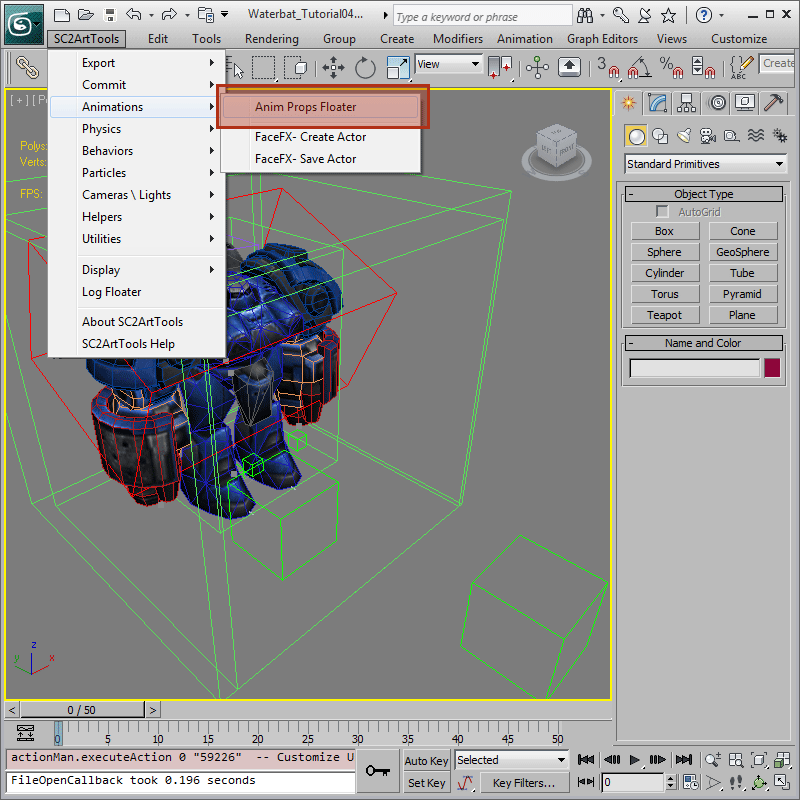 Waterbat_Tutorial04...
Type a keyword or phrase
SC2ArtTools Edit Tools Rendering Group Create Modifiers Animation Graph Editors Views Customize
View 3 % ABC Create
Export
Commit
Animations
Physics
Behaviors
Particles
Cameras \ Lights
Helpers
Utilities
Display
Log Floater
About SC2ArtTools
SC2ArtTools Help
Anim Props Floater
FaceFX- Create Actor
FaceFX- Save Actor
[ + ] [ P
Polys:
Verts:
FPS:
Standard Primitives
- Object Type
AutoGrid
Box Cone
Sphere GeoSphere
Cylinder Tube
Torus Pyramid
Teapot Plane
- Name and Color
z
y x
< 0 / 50 >
0 5 10 15 20 25 30 35 40 45 50
actionMan.executeAction 0 "59226" -- Customize U
FileOpenCallback took 0.196 seconds
Auto Key Selected
Set Key Key Filters...
0